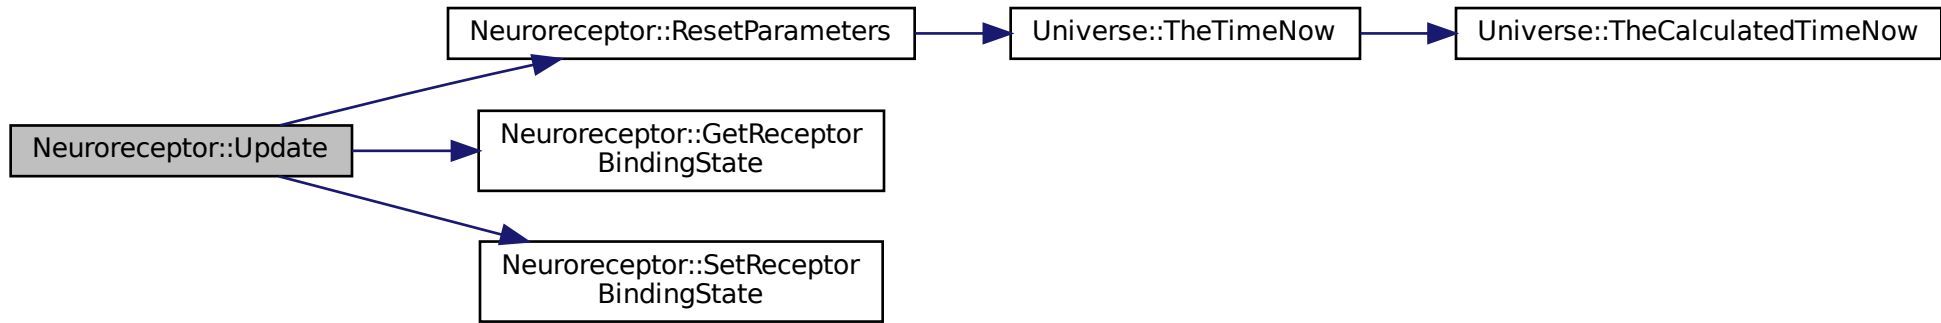 Neuroreceptor::Update
Neuroreceptor::ResetParameters
Universe::TheTimeNow
Universe::TheCalculatedTimeNow
Neuroreceptor::GetReceptor
BindingState
Neuroreceptor::SetReceptor
BindingState